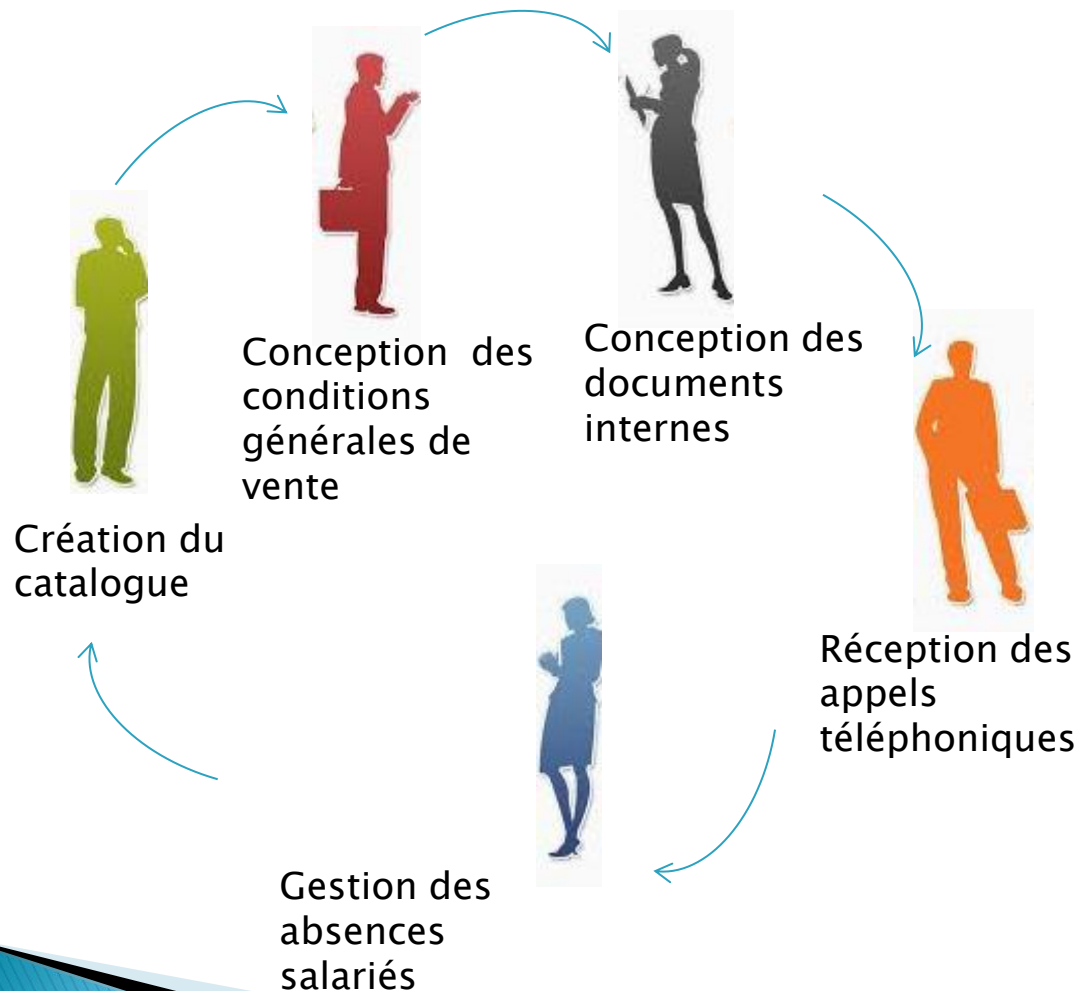 Création du
catalogue
Conception des
conditions
générales de
vente
Conception des
documents
internes
Réception des
appels
téléphoniques
Gestion des
absences
salariés